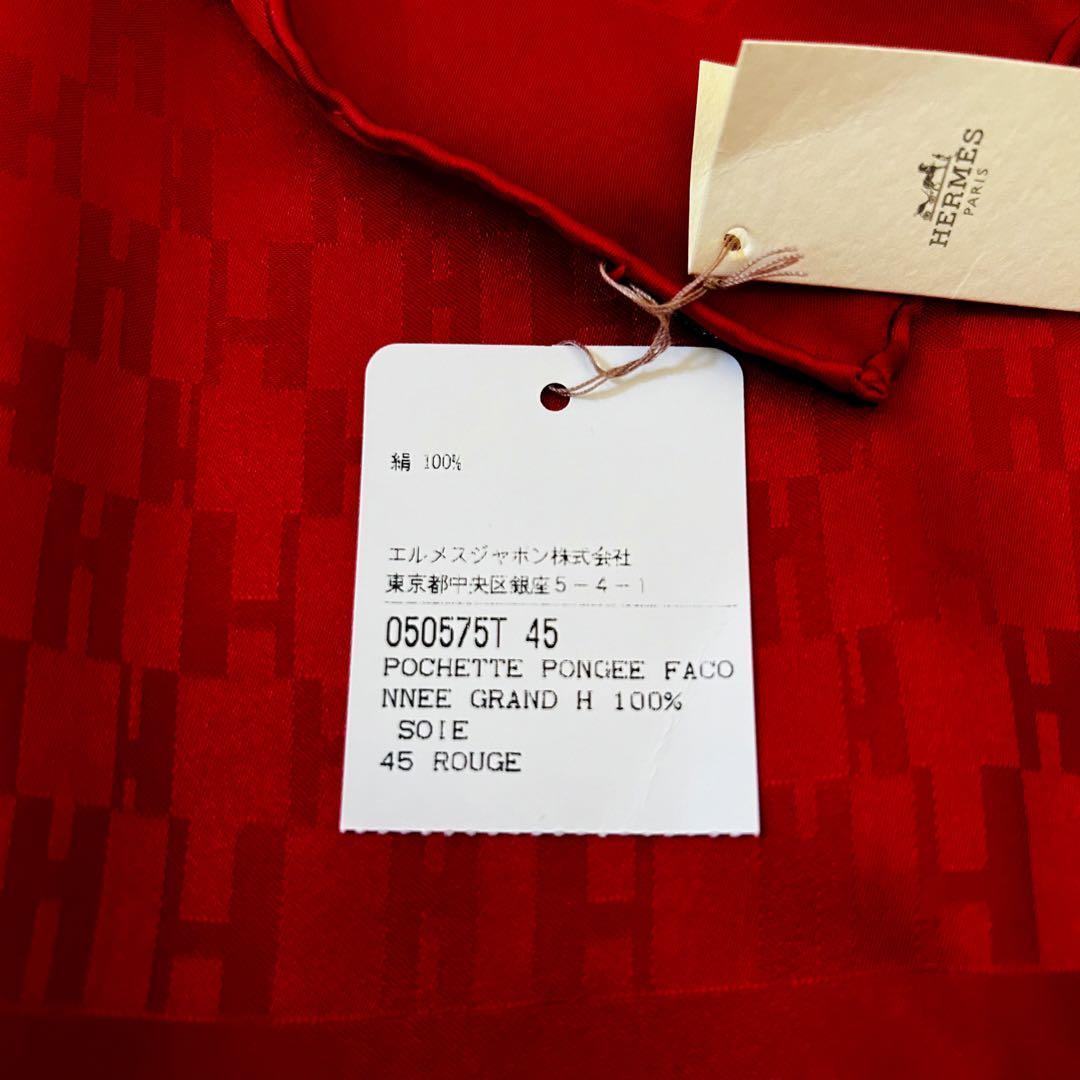 HERMÈS
PARIS
絹 100%
エルメスジャポン株式会社
東京都中央区銀座5-4-1
050575T 45
POCHETTE PONGEE FACO
NNEE GRAND H 100%
SOIE
45 ROUGE